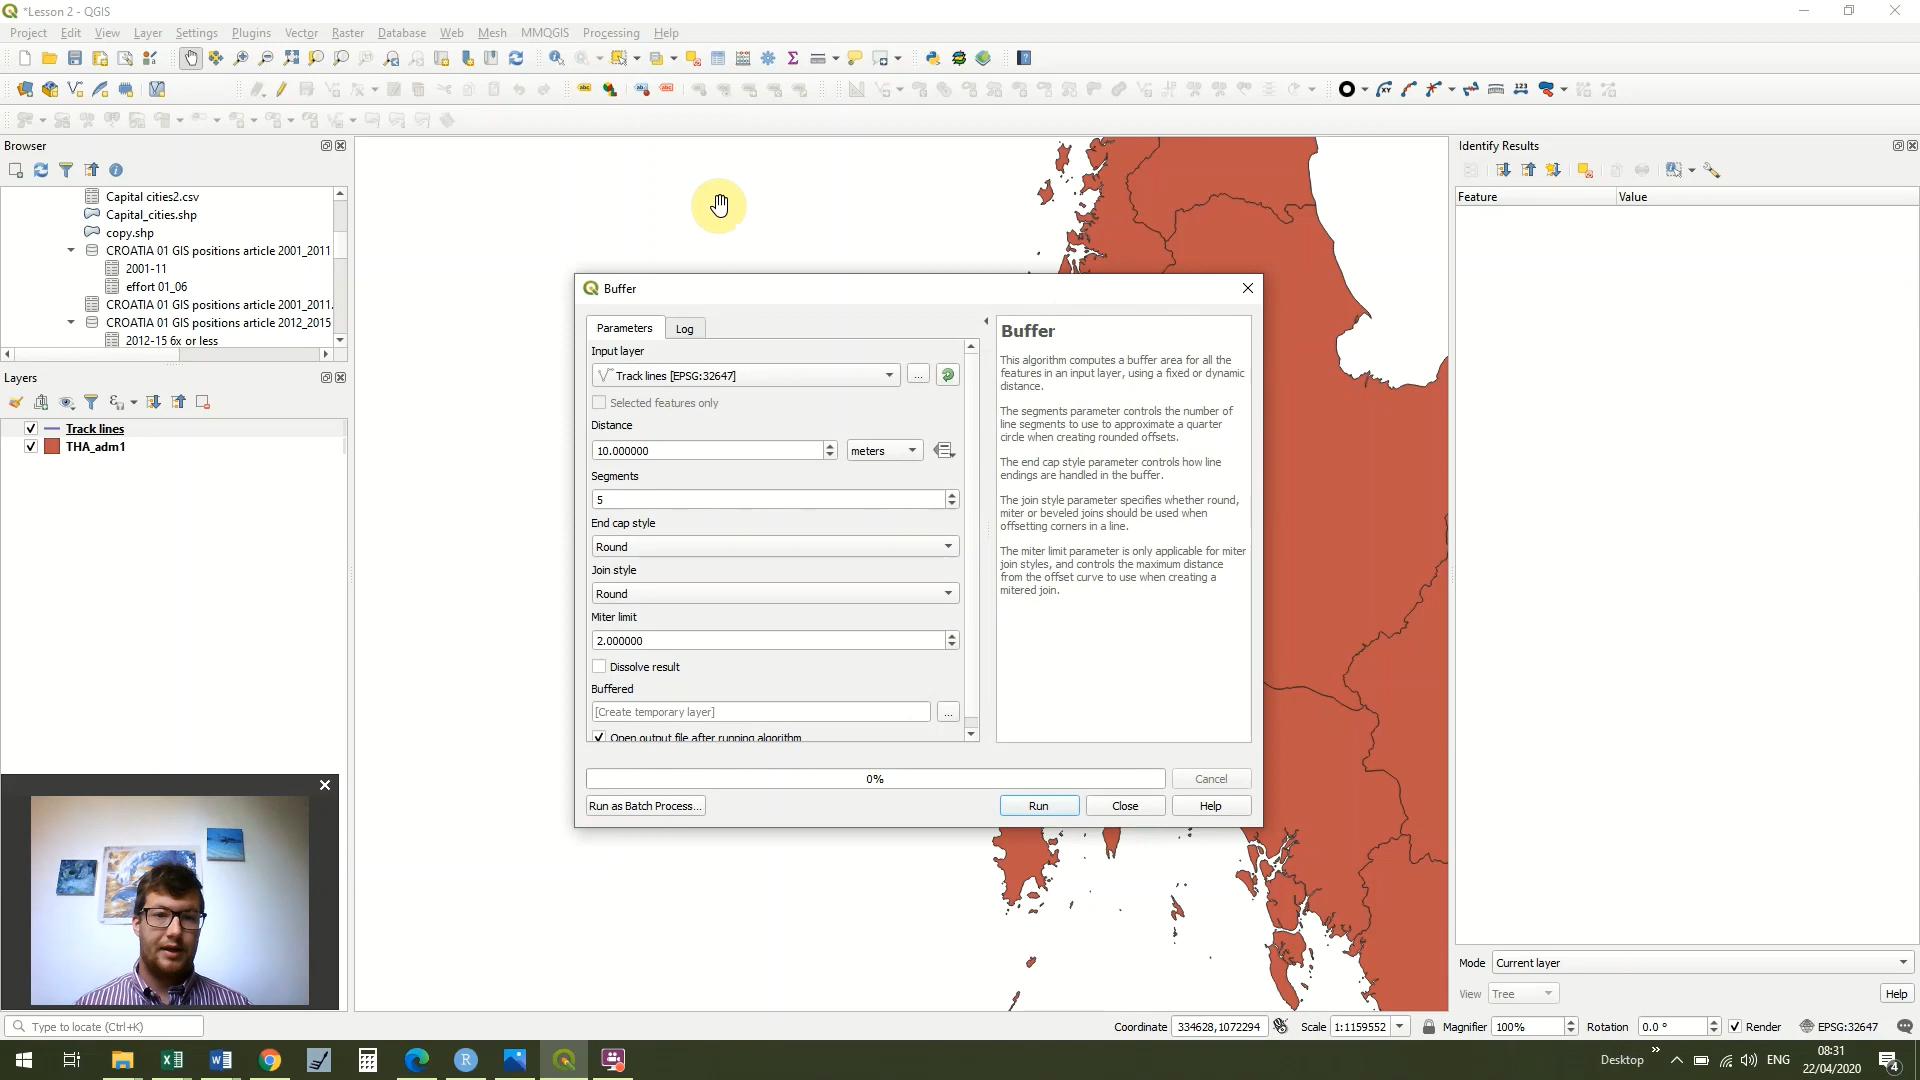 *Lesson 2 - QGIS
Project Edit View Layer Settings Plugins Vector Raster Database Web Mesh MMQGIS Processing Help
Browser
Capital cities2.csv
Capital_cities.shp
copy.shp
CROATIA 01 GIS positions article 2001_2011
2001-11
effort 01_06
CROATIA 01 GIS positions article 2001_2011.
CROATIA 01 GIS positions article 2012_2015
2012-15 6x or less
Layers
Track lines
THA_adm1
Buffer
Parameters Log
Input layer
Track lines [EPSG:32647]
...
Selected features only
Distance
10.000000
meters
Segments
5
End cap style
Round
Join style
Round
Miter limit
2.000000
Dissolve result
Buffered
[Create temporary layer]
...
Open output file after running algorithm
Buffer
This algorithm computes a buffer area for all the
features in an input layer, using a fixed or dynamic
distance.
The segments parameter controls the number of
line segments to use to approximate a quarter
circle when creating rounded offsets.
The end cap style parameter controls how line
endings are handled in the buffer.
The join style parameter specifies whether round,
miter or beveled joins should be used when
offsetting corners in a line.
The miter limit parameter is only applicable for miter
join styles, and controls the maximum distance
from the offset curve to use when creating a
mitered join.
0%
Cancel
Run as Batch Process...
Run
Close
Help
Identify Results
Feature Value
Mode Current layer
View Tree
Help
Type to locate (Ctrl+K)
Coordinate 334628,1072294 Scale 1:1159552 Magnifier 100% Rotation 0.0 ° Render EPSG:32647
Desktop
ENG
08:31
22/04/2020
4